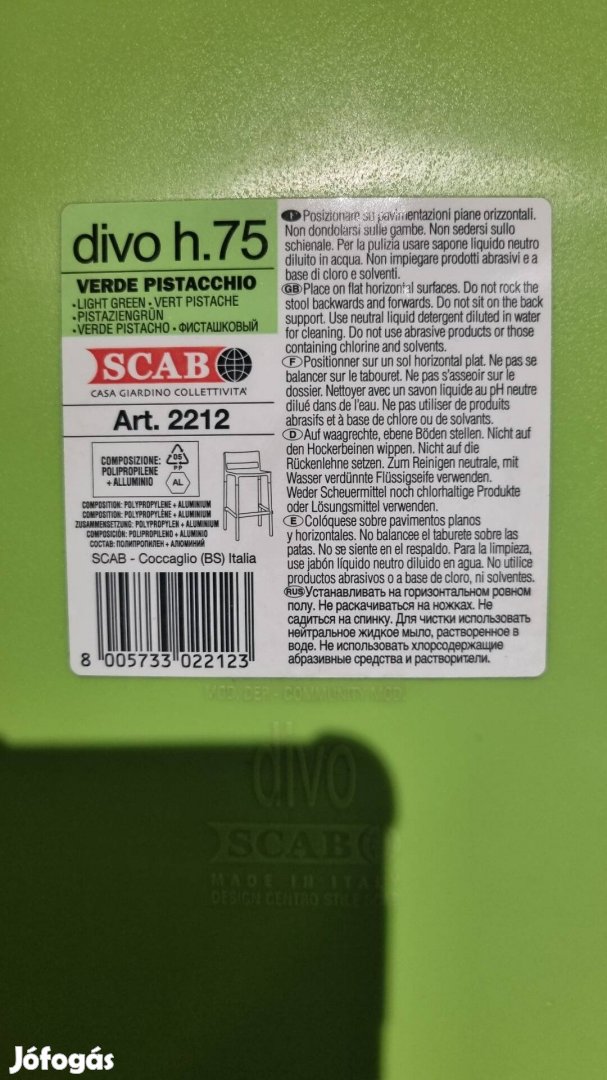 divo h.75
VERDE PISTACCHIO
• LIGHT GREEN • VERT PISTACHE
• PISTAZIENGRÜN
• VERDE PISTACHO • ФИСТАШКОВЫЙ
SCAB
CASA GIARDINO COLLETTIVITA'
Art. 2212
COMPOSIZIONE:
POLIPROPILENE
+ ALLUMINIO
05
PP
AL
COMPOSITION: POLYPROPYLENE + ALUMINIUM
COMPOSITION: POLYPROPYLÈNE + ALUMINIUM
ZUSAMMENSETZUNG: POLYPROPYLEN + ALUMINIUM
COMPOSICIÓN: POLIPROPILENO + ALUMINIO
СОСТАВ: ПОЛИПРОПИЛЕН + АЛЮМИНИЙ
SCAB - Coccaglio (BS) Italia
8 005733 022123
I Posizionare su pavimentazioni piane orizzontali.
Non dondolarsi sulle gambe. Non sedersi sullo
schienale. Per la pulizia usare sapone liquido neutro
diluito in acqua. Non impiegare prodotti abrasivi e a
base di cloro e solventi.
GB Place on flat horizontal surfaces. Do not rock the
stool backwards and forwards. Do not sit on the back
support. Use neutral liquid detergent diluted in water
for cleaning. Do not use abrasive products or those
containing chlorine and solvents.
F Positionner sur un sol horizontal plat. Ne pas se
balancer sur le tabouret. Ne pas s'asseoir sur le
dossier. Nettoyer avec un savon liquide au pH neutre
dilué dans de l'eau. Ne pas utiliser de produits
abrasifs et à base de chlore ou de solvants.
D Auf waagrechte, ebene Böden stellen. Nicht auf
den Hockerbeinen wippen. Nicht auf die
Rückenlehne setzen. Zum Reinigen neutrale, mit
Wasser verdünnte Flüssigseife verwenden.
Weder Scheuermittel noch chlorhaltige Produkte
oder Lösungsmittel verwenden.
E Colóquese sobre pavimentos planos
y horizontales. No balancee el taburete sobre las
patas. No se siente en el respaldo. Para la limpieza,
use jabón líquido neutro diluido en agua. No utilice
productos abrasivos o a base de cloro, ni solventes.
RUS Устанавливать на горизонтальном ровном
полу. Не раскачиваться на ножках. Не
садиться на спинку. Для чистки использовать
нейтральное жидкое мыло, растворенное в
воде. Не использовать хлорсодержащие
абразивные средства и растворители.
MOD. DEP. - COMMUNITY MOD.
divo
SCAB
MADE IN ITALY
DESIGN CENTRO STILE
Jófogás